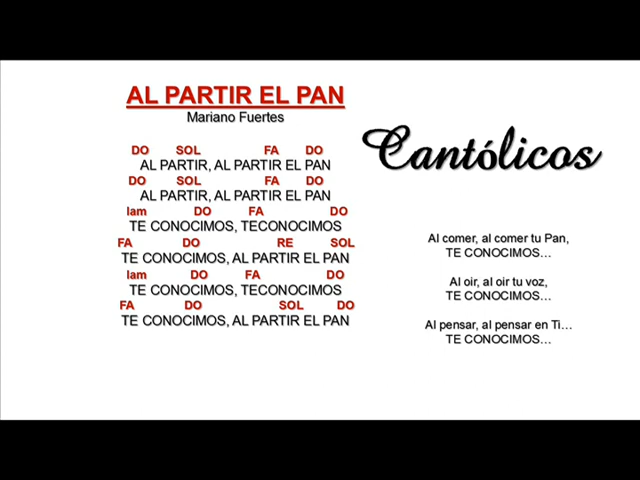 AL PARTIR EL PAN
Mariano Fuertes
DO SOL FA DO
AL PARTIR, AL PARTIR EL PAN
DO SOL FA DO
AL PARTIR, AL PARTIR EL PAN
lam DO FA DO
TE CONOCIMOS, TECONOCIMOS
FA DO RE SOL
TE CONOCIMOS, AL PARTIR EL PAN
lam DO FA DO
TE CONOCIMOS, TECONOCIMOS
FA DO SOL DO
TE CONOCIMOS, AL PARTIR EL PAN
Cantólicos
Al comer, al comer tu Pan,
TE CONOCIMOS...
Al oir, al oir tu voz,
TE CONOCIMOS...
Al pensar, al pensar en Ti...
TE CONOCIMOS...